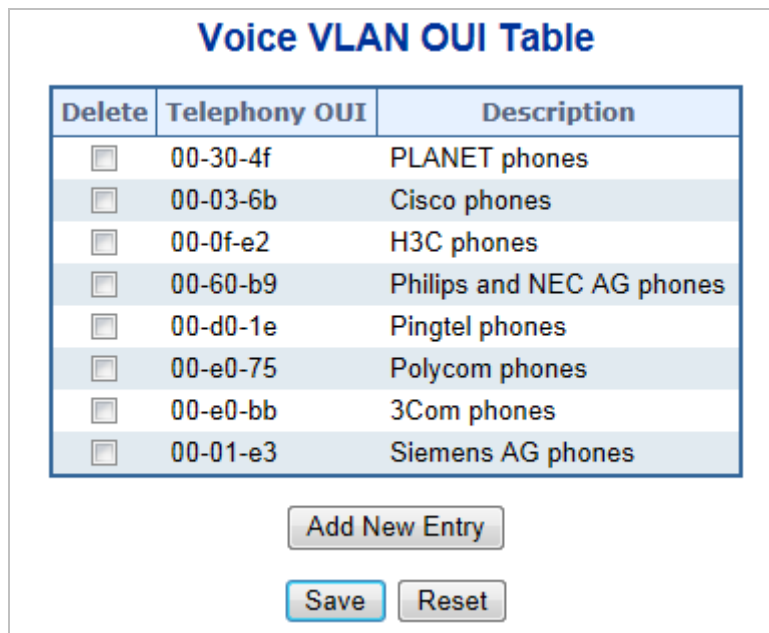 Voice VLAN OUI Table
Delete Telephony OUI Description
00-30-4f PLANET phones
00-03-6b Cisco phones
00-0f-e2 H3C phones
00-60-b9 Philips and NEC AG phones
00-d0-1e Pingtel phones
00-e0-75 Polycom phones
00-e0-bb 3Com phones
00-01-e3 Siemens AG phones
Add New Entry
Save Reset